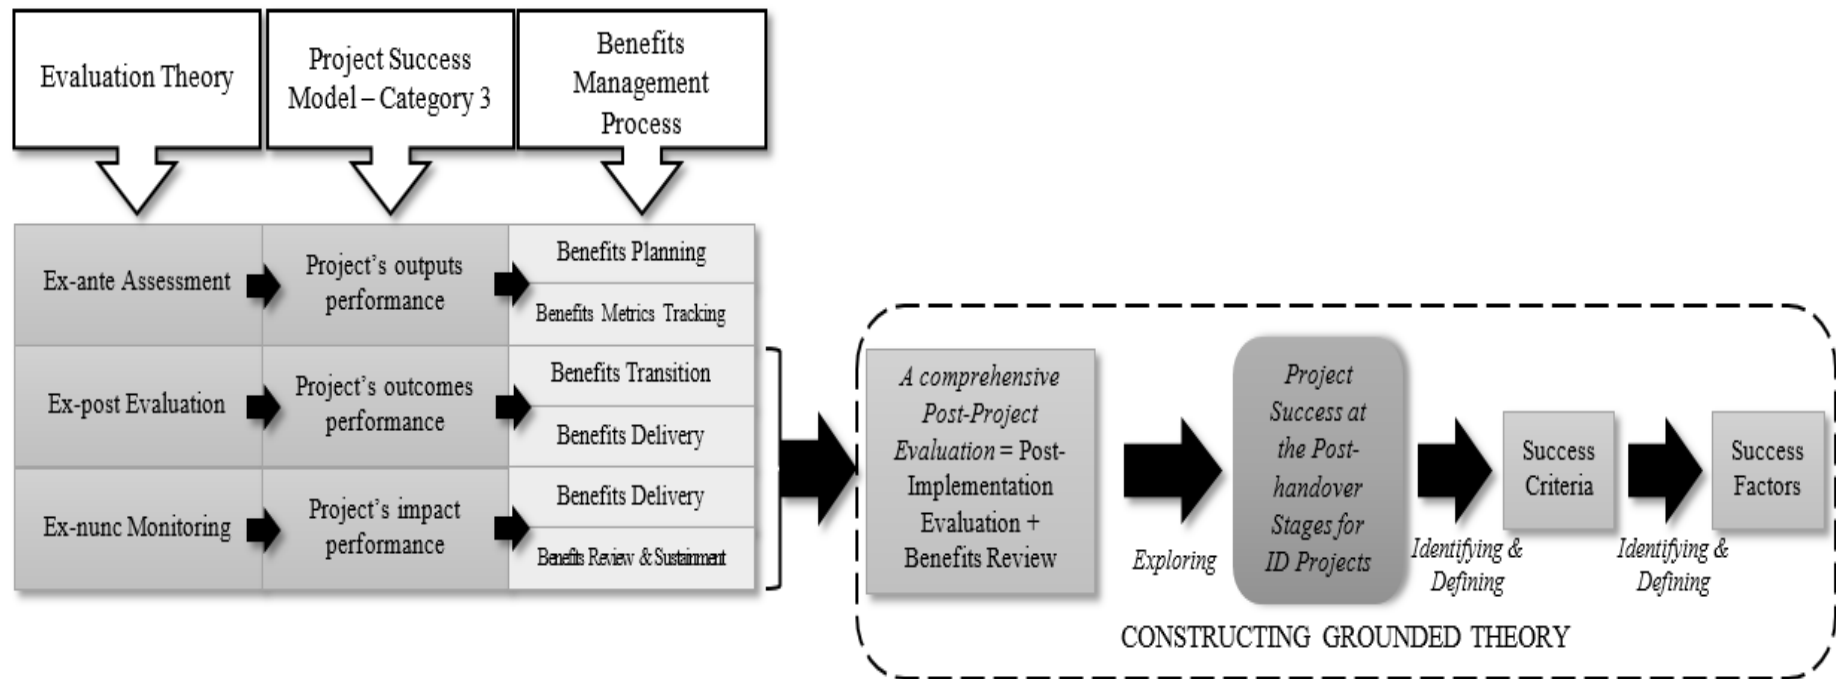 Evaluation Theory
Project Success
Model – Category 3
Benefits
Management
Process
Ex-ante Assessment
Project’s outputs
performance
Benefits Planning
Benefits Metrics Tracking
Ex-post Evaluation
Project’s outcomes
performance
Benefits Transition
Benefits Delivery
Ex-nunc Monitoring
Project’s impact
performance
Benefits Delivery
Benefits Review & Sustainment
A comprehensive
Post-Project
Evaluation = Post-
Implementation
Evaluation +
Benefits Review
Exploring
Project
Success at
the Post-
handover
Stages for
ID Projects
Identifying &
Defining
Success
Criteria
Identifying &
Defining
Success
Factors
CONSTRUCTING GROUNDED THEORY